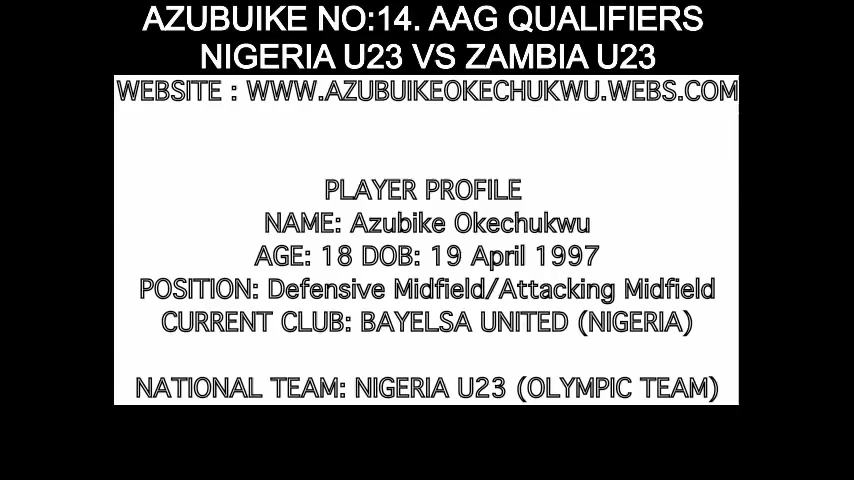 AZUBUIKE NO:14. AAG QUALIFIERS
NIGERIA U23 VS ZAMBIA U23
WEBSITE : WWW.AZUBUIKEOKECHUKWU.WEBS.COM
PLAYER PROFILE
NAME: Azubike Okechukwu
AGE: 18 DOB: 19 April 1997
POSITION: Defensive Midfield/Attacking Midfield
CURRENT CLUB: BAYELSA UNITED (NIGERIA)
NATIONAL TEAM: NIGERIA U23 (OLYMPIC TEAM)